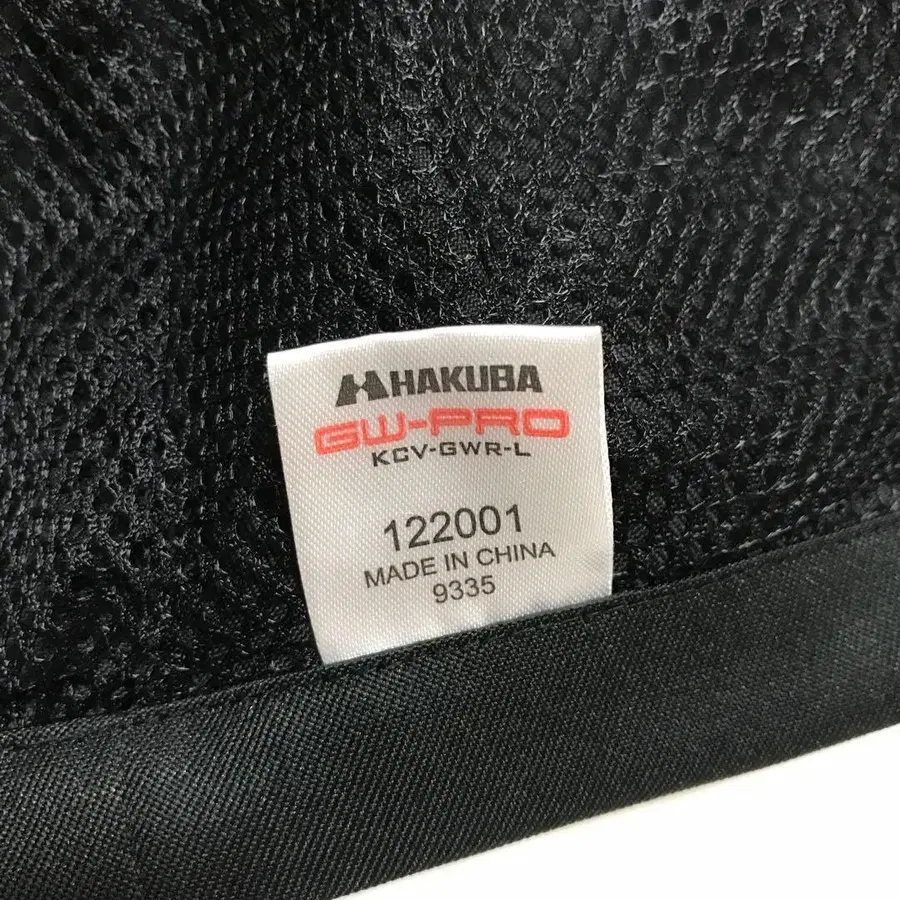 HAKUBA
GW-PRO
KCV-GWR-L
122001
MADE IN CHINA
9335